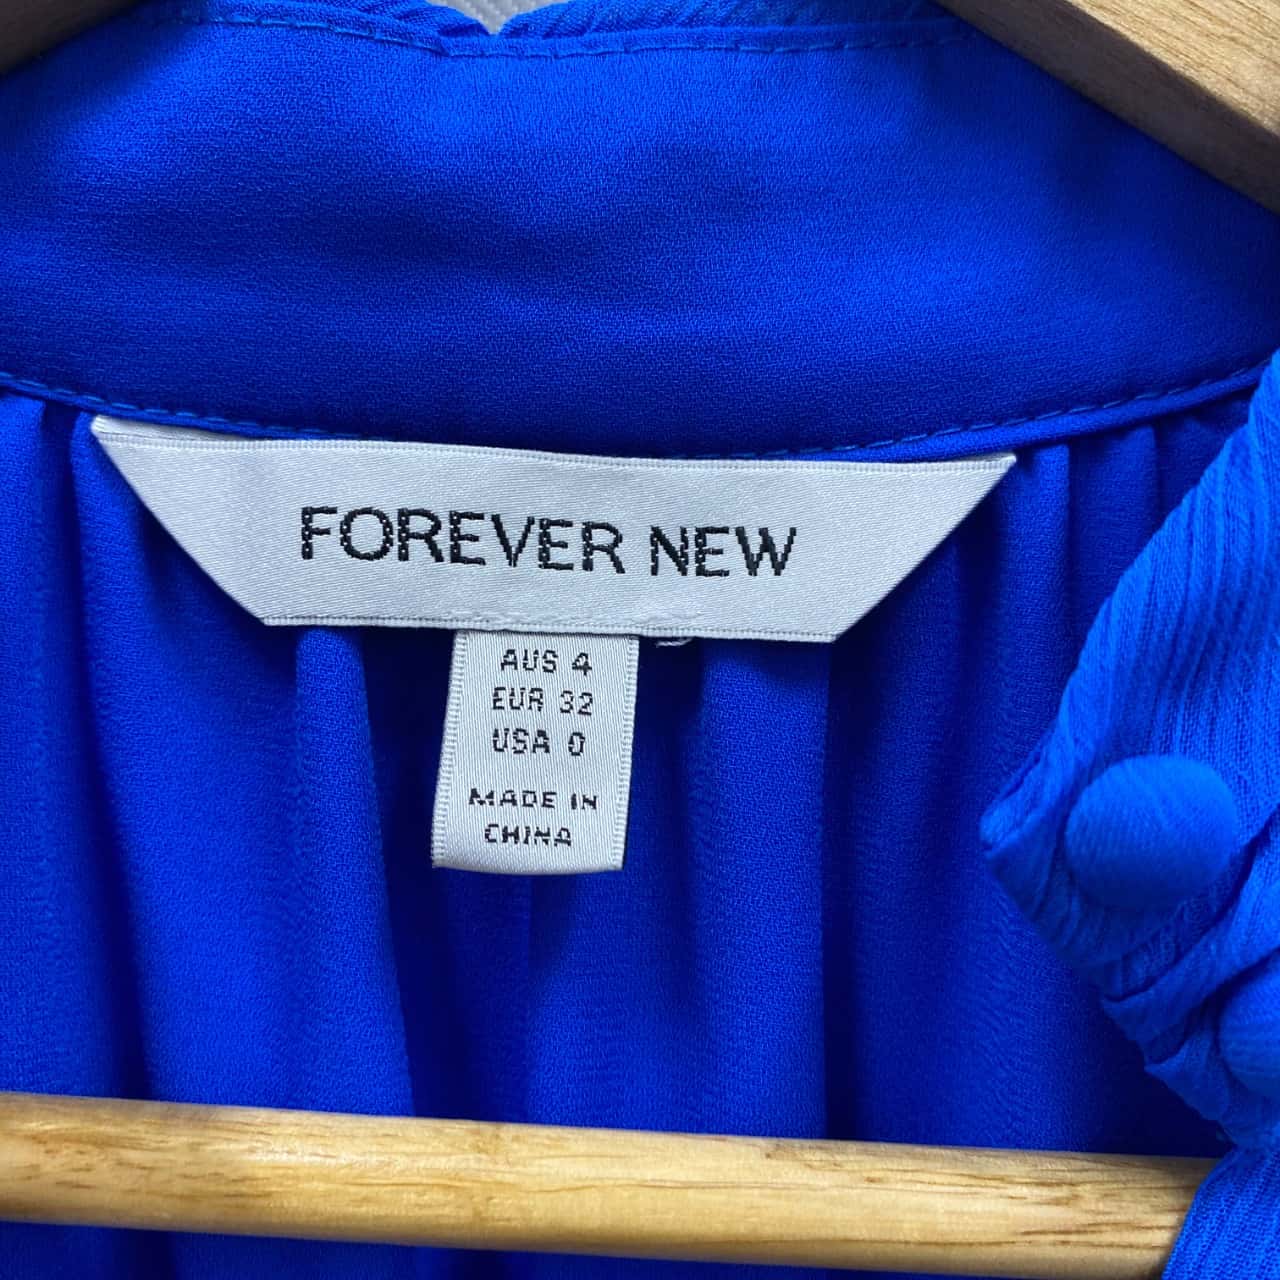 FOREVER NEW
AUS 4
EUR 32
USA 0
MADE IN
CHINA